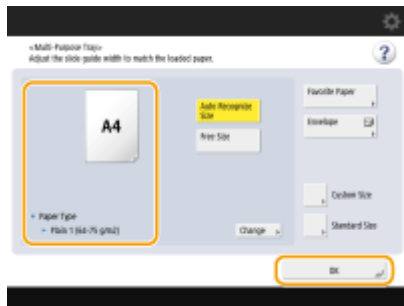 <Multi-Purpose Tray>
Adjust the slide guide width to match the loaded paper.
?
A4
Auto Recognize
Size
Free Size
Favorite Paper
Envelope
Custom Size
Standard Size
Paper Type
Plain 1 (64-75 g/m2)
Change
OK